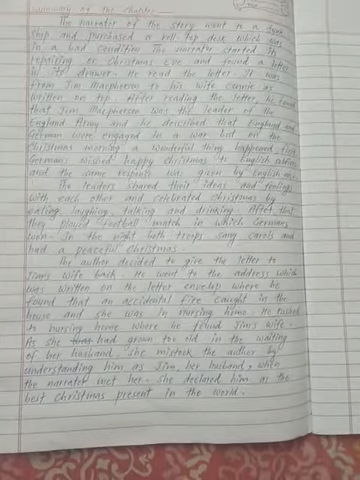 Summary of the Chapter
The narrator of the story went to a
shop and purchased a roll-top desk which was
in a bad condition. The narrator started
repairing on Christmas Eve and found a letter
in its drawer. He read the letter. It was
from Jim Macpherson to his wife Connie as
written on top. After reading the letter, he found
that Jim Macpherson was the leader of the
England Army and he described that England and
German were engaged in a war but on the
Christmas morning a wonderful thing happened first
Germans wished happy Christmas to English
and the same response was given by English
The leaders shared their ideas and feelings
with each other and celebrated Christmas by
eating, laughing, talking and drinking. After that
they played football match in which Germans
won. In the night both troops sang carols and
had a peaceful Christmas.
The author decided to give the letter to
Jim's wife back. He went to the address which
was written on the letter envelop where he
found that an accidental fire caught in the
house and she was in nursing home. He rushed
to nursing home where he found Jim's wife.
As she had grown too old in the waiting
of her husband, she mistook the author by
understanding him as Jim, her husband, when
the narrator met her. She declared him as the
best Christmas present in the world.